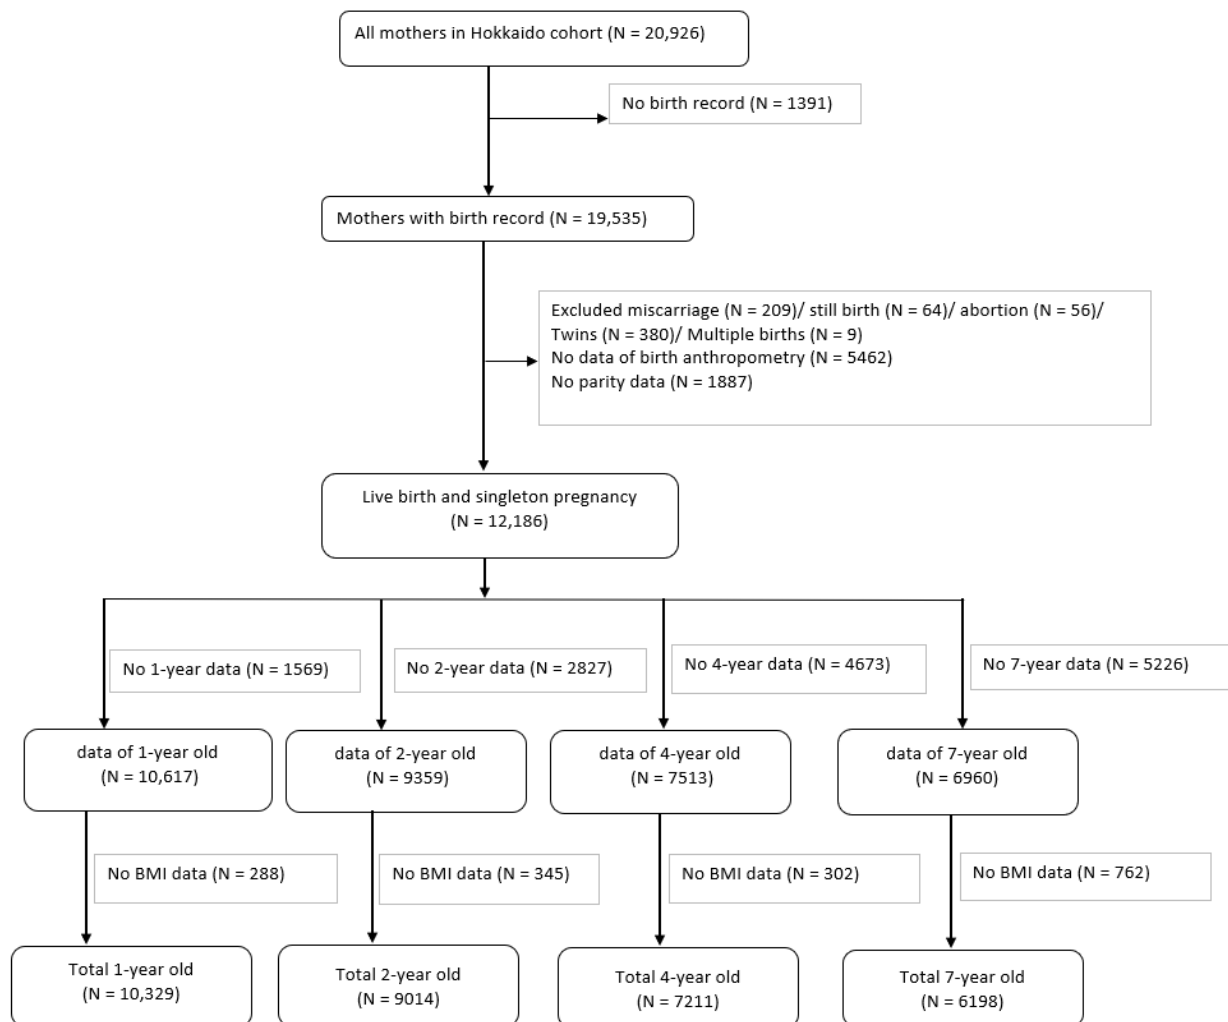 All mothers in Hokkaido cohort (N = 20,926)
No birth record (N = 1391)
Mothers with birth record (N = 19,535)
Excluded miscarriage (N = 209)/ still birth (N = 64)/ abortion (N = 56)/
Twins (N = 380)/ Multiple births (N = 9)
No data of birth anthropometry (N = 5462)
No parity data (N = 1887)
Live birth and singleton pregnancy
(N = 12,186)
No 1-year data (N = 1569)
No 2-year data (N = 2827)
No 4-year data (N = 4673)
No 7-year data (N = 5226)
data of 1-year old
(N = 10,617)
data of 2-year old
(N = 9359)
data of 4-year old
(N = 7513)
data of 7-year old
(N = 6960)
No BMI data (N = 288)
No BMI data (N = 345)
No BMI data (N = 302)
No BMI data (N = 762)
Total 1-year old
(N = 10,329)
Total 2-year old
(N = 9014)
Total 4-year old
(N = 7211)
Total 7-year old
(N = 6198)